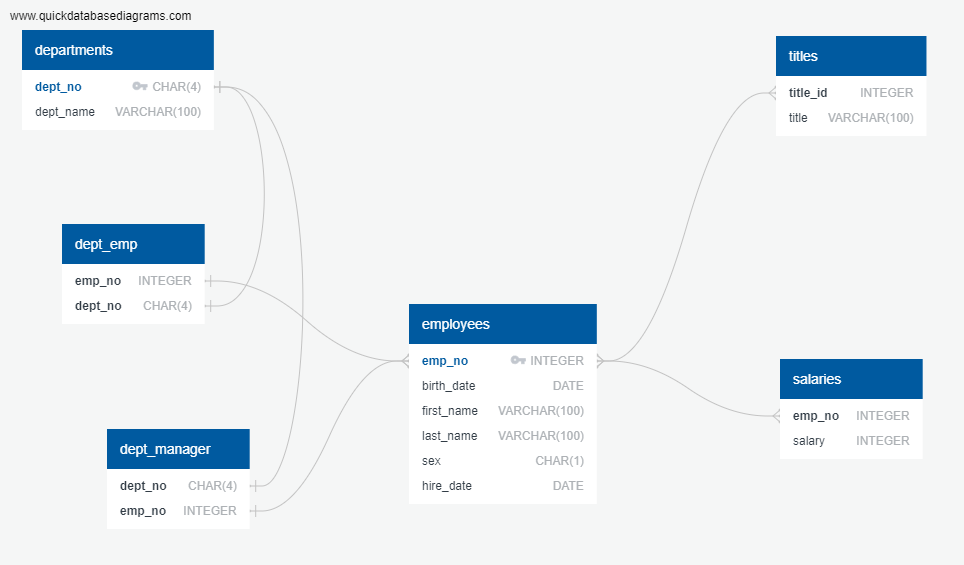 www.quickdatabasediagrams.com
departments
dept_no CHAR(4)
dept_name VARCHAR(100)
titles
title_id INTEGER
title VARCHAR(100)
dept_emp
emp_no INTEGER
dept_no CHAR(4)
employees
emp_no INTEGER
birth_date DATE
first_name VARCHAR(100)
last_name VARCHAR(100)
sex CHAR(1)
hire_date DATE
salaries
emp_no INTEGER
salary INTEGER
dept_manager
dept_no CHAR(4)
emp_no INTEGER